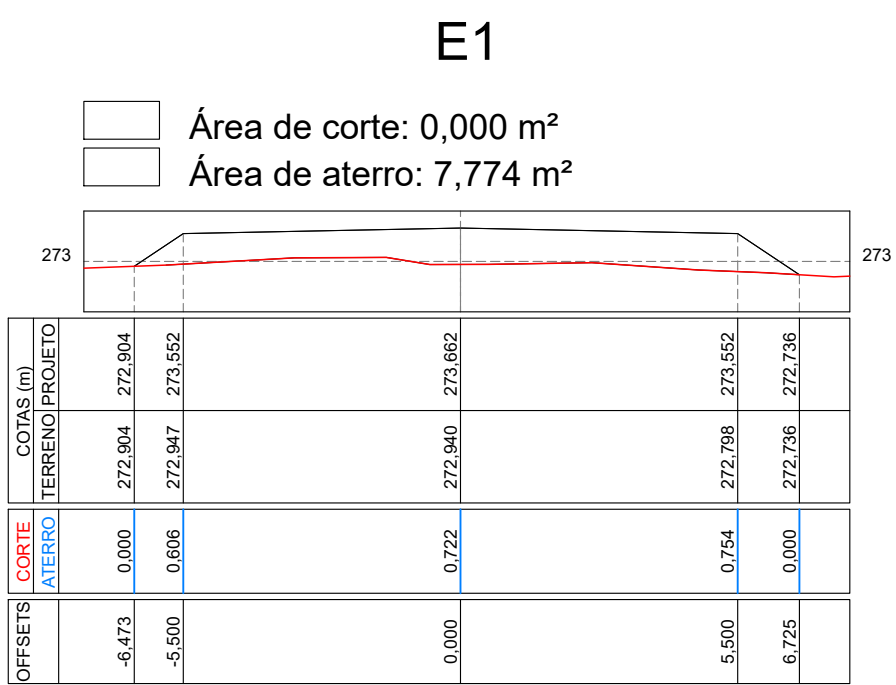 E1
Área de corte: 0,000 m²
Área de aterro: 7,774 m²
273
273
COTAS (m)
PROJETO
272,904
273,552
273,662
273,552
272,736
TERRENO
272,904
272,947
272,940
272,798
272,736
CORTE
ATERRO
0,000
0,606
0,722
0,754
0,000
OFFSETS
-6,473
-5,500
0,000
5,500
6,725